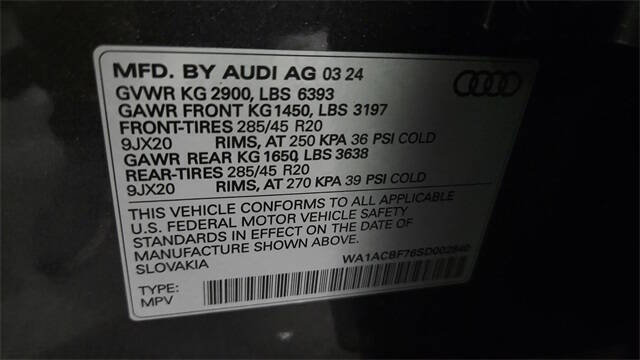 MFD. BY AUDI AG 03 24
GVWR KG 2900, LBS 6393
GAWR FRONT KG 1450, LBS 3197
FRONT-TIRES 285/45 R20
9JX20 RIMS, AT 250 KPA 36 PSI COLD
GAWR REAR KG 1650, LBS 3638
REAR-TIRES 285/45 R20
9JX20 RIMS, AT 270 KPA 39 PSI COLD
THIS VEHICLE CONFORMS TO ALL APPLICABLE
U.S. FEDERAL MOTOR VEHICLE SAFETY
STANDARDS IN EFFECT ON THE DATE OF
MANUFACTURE SHOWN ABOVE.
SLOVAKIA WA1ACBF76SD002840
TYPE:
MPV